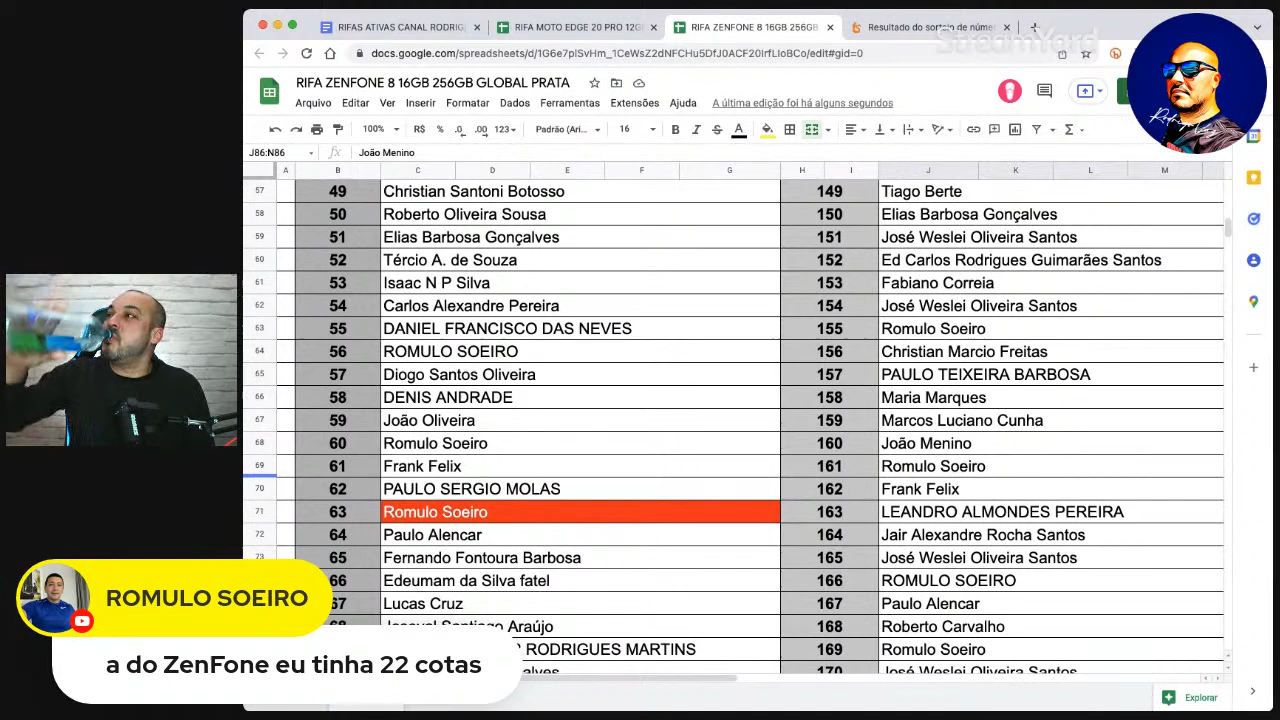 RIFAS ATIVAS CANAL RODRIG
RIFA MOTO EDGE 20 PRO 12G
RIFA ZENFONE 8 16GB 256GB
Resultado do sorteio de núme
StreamYard
docs.google.com/spreadsheets/d/1G6e7plSvHm_1CeWsZ2dNFCHu5DfJ0ACF20IrfLIoBCo/edit#gid=0
RIFA ZENFONE 8 16GB 256GB GLOBAL PRATA
Arquivo Editar Ver Inserir Formatar Dados Ferramentas Extensões Ajuda A última edição foi há alguns segundos
100% R$ % .0 .00 123 Padrão (Ari... 16 B I S A
J86:N86 fx João Menino
A B C D E F G H I J K L M
57 49 Christian Santoni Botosso 149 Tiago Berte
58 50 Roberto Oliveira Sousa 150 Elias Barbosa Gonçalves
59 51 Elias Barbosa Gonçalves 151 José Weslei Oliveira Santos
60 52 Tércio A. de Souza 152 Ed Carlos Rodrigues Guimarães Santos
61 53 Isaac N P Silva 153 Fabiano Correia
62 54 Carlos Alexandre Pereira 154 José Weslei Oliveira Santos
63 55 DANIEL FRANCISCO DAS NEVES 155 Romulo Soeiro
64 56 ROMULO SOEIRO 156 Christian Marcio Freitas
65 57 Diogo Santos Oliveira 157 PAULO TEIXEIRA BARBOSA
66 58 DENIS ANDRADE 158 Maria Marques
67 59 João Oliveira 159 Marcos Luciano Cunha
68 60 Romulo Soeiro 160 João Menino
69 61 Frank Felix 161 Romulo Soeiro
70 62 PAULO SERGIO MOLAS 162 Frank Felix
71 63 Romulo Soeiro 163 LEANDRO ALMONDES PEREIRA
72 64 Paulo Alencar 164 Jair Alexandre Rocha Santos
73 65 Fernando Fontoura Barbosa 165 José Weslei Oliveira Santos
66 Edeumam da Silva fatel 166 ROMULO SOEIRO
67 Lucas Cruz 167 Paulo Alencar
68 Araújo 168 Roberto Carvalho
RODRIGUES MARTINS 169 Romulo Soeiro
170 José Weslei Oliveira Santos
ROMULO SOEIRO
a do ZenFone eu tinha 22 cotas
Explorar